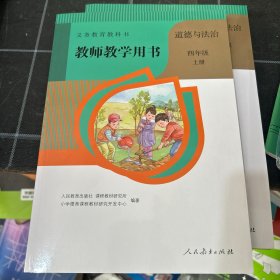 义务教育教科书
教师教学用书
道德与法治
四年级
上册
人民教育出版社 课程教材研究所
小学德育课程教材研究开发中心
编著
人民教育出版社
法治